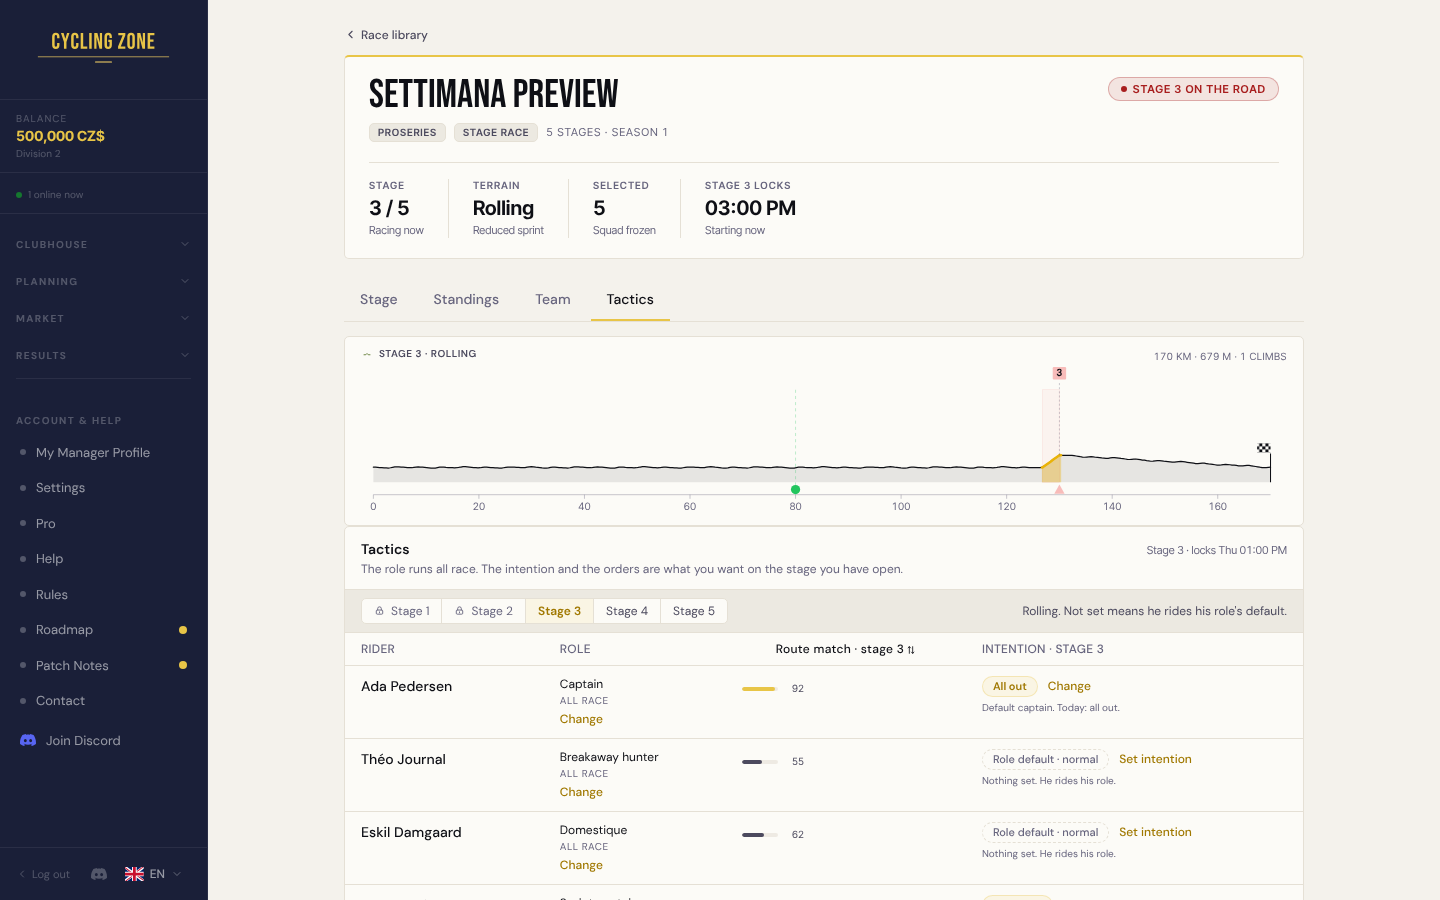 CYCLING ZONE
BALANCE
500,000 CZ$
Division 2
1 online now
CLUBHOUSE
PLANNING
MARKET
RESULTS
ACCOUNT & HELP
My Manager Profile
Settings
Pro
Help
Rules
Roadmap
Patch Notes
Contact
Join Discord
Log out
EN
Race library
SETTIMANA PREVIEW
STAGE 3 ON THE ROAD
PROSERIES STAGE RACE 5 STAGES · SEASON 1
STAGE TERRAIN SELECTED STAGE 3 LOCKS
3 / 5 Rolling 5 03:00 PM
Racing now Reduced sprint Squad frozen Starting now
Stage Standings Team Tactics
STAGE 3 · ROLLING 170 KM · 679 M · 1 CLIMBS
3
0 20 40 60 80 100 120 140 160
Tactics Stage 3 · locks Thu 01:00 PM
The role runs all race. The intention and the orders are what you want on the stage you have open.
Stage 1 Stage 2 Stage 3 Stage 4 Stage 5 Rolling. Not set means he rides his role's default.
RIDER ROLE Route match · stage 3 INTENTION · STAGE 3
Ada Pedersen Captain 92 All out Change
ALL RACE Default captain. Today: all out.
Change
Théo Journal Breakaway hunter 55 Role default · normal Set intention
ALL RACE Nothing set. He rides his role.
Change
Eskil Damgaard Domestique 62 Role default · normal Set intention
ALL RACE Nothing set. He rides his role.
Change